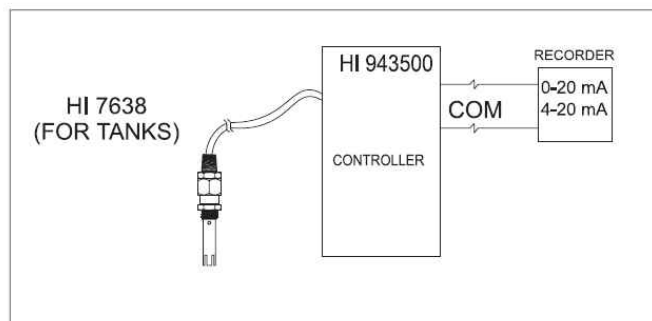 HI 7638
(FOR TANKS)
HI 943500
CONTROLLER
COM
RECORDER
0-20 mA
4-20 mA